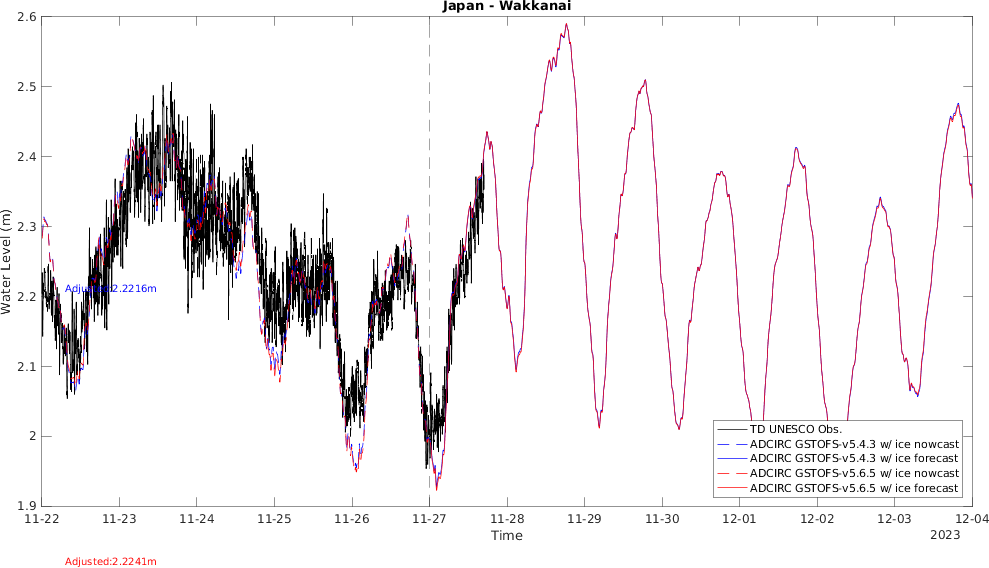 Japan - Wakkanai
Water Level (m)
2.6
2.5
2.4
2.3
2.2
2.1
2
1.9
Adjusted:2.2216m
TD UNESCO Obs.
ADCIRC GSTOFS-v5.4.3 w/ ice nowcast
ADCIRC GSTOFS-v5.4.3 w/ ice forecast
ADCIRC GSTOFS-v5.6.5 w/ ice nowcast
ADCIRC GSTOFS-v5.6.5 w/ ice forecast
11-22 11-23 11-24 11-25 11-26 11-27 11-28 11-29 11-30 12-01 12-02 12-03 12-04
Time
2023
Adjusted:2.2241m